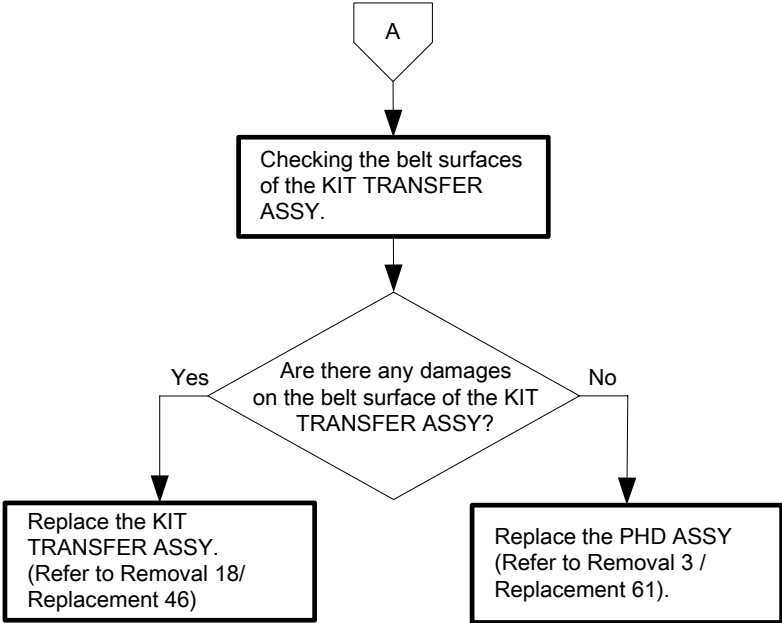 A
Checking the belt surfaces
of the KIT TRANSFER
ASSY.
Are there any damages
on the belt surface of the KIT
TRANSFER ASSY?
Yes
No
Replace the KIT
TRANSFER ASSY.
(Refer to Removal 18/
Replacement 46)
Replace the PHD ASSY
(Refer to Removal 3 /
Replacement 61).